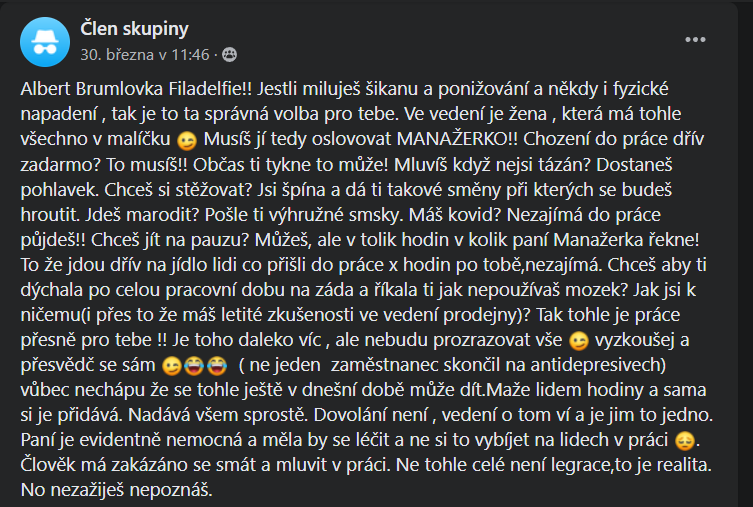 Člen skupiny
30. března v 11:46 ·
Albert Brumlovka Filadelfie!! Jestli miluješ šikanu a ponižování a někdy i fyzické
napadení , tak je to ta správná volba pro tebe. Ve vedení je žena , která má tohle
všechno v malíčku 😉 Musíš jí tedy oslovovat MANAŽERKO!! Chození do práce dřív
zadarmo? To musíš!! Občas ti tykne to může! Mluvíš když nejsi tázán? Dostaneš
pohlavek. Chceš si stěžovat? Jsi špína a dá ti takové směny při kterých se budeš
hroutit. Jdeš marodit? Pošle ti výhružné smsky. Máš kovid? Nezajímá do práce
půjdeš!! Chceš jít na pauzu? Můžeš, ale v tolik hodin v kolik paní Manažerka řekne!
To že jdou dřív na jídlo lidi co přišli do práce x hodin po tobě,nezajímá. Chceš aby ti
dýchala po celou pracovní dobu na záda a říkala ti jak nepoužívaš mozek? Jak jsi k
ničemu(i přes to že máš letité zkušenosti ve vedení prodejny)? Tak tohle je práce
přesně pro tebe !! Je toho daleko víc , ale nebudu prozrazovat vše 😉 vyzkoušej a
přesvědč se sám 😉😂😂 ( ne jeden zaměstnanec skončil na antidepresivech)
vůbec nechápu že se tohle ještě v dnešní době může dít.Maže lidem hodiny a sama
si je přidává. Nadává všem sprostě. Dovolání není , vedení o tom ví a je jim to jedno.
Paní je evidentně nemocná a měla by se léčit a ne si to vybíjet na lidech v práci 😔.
Člověk má zakázáno se smát a mluvit v práci. Ne tohle celé není legrace,to je realita.
No nezažiješ nepoznáš.